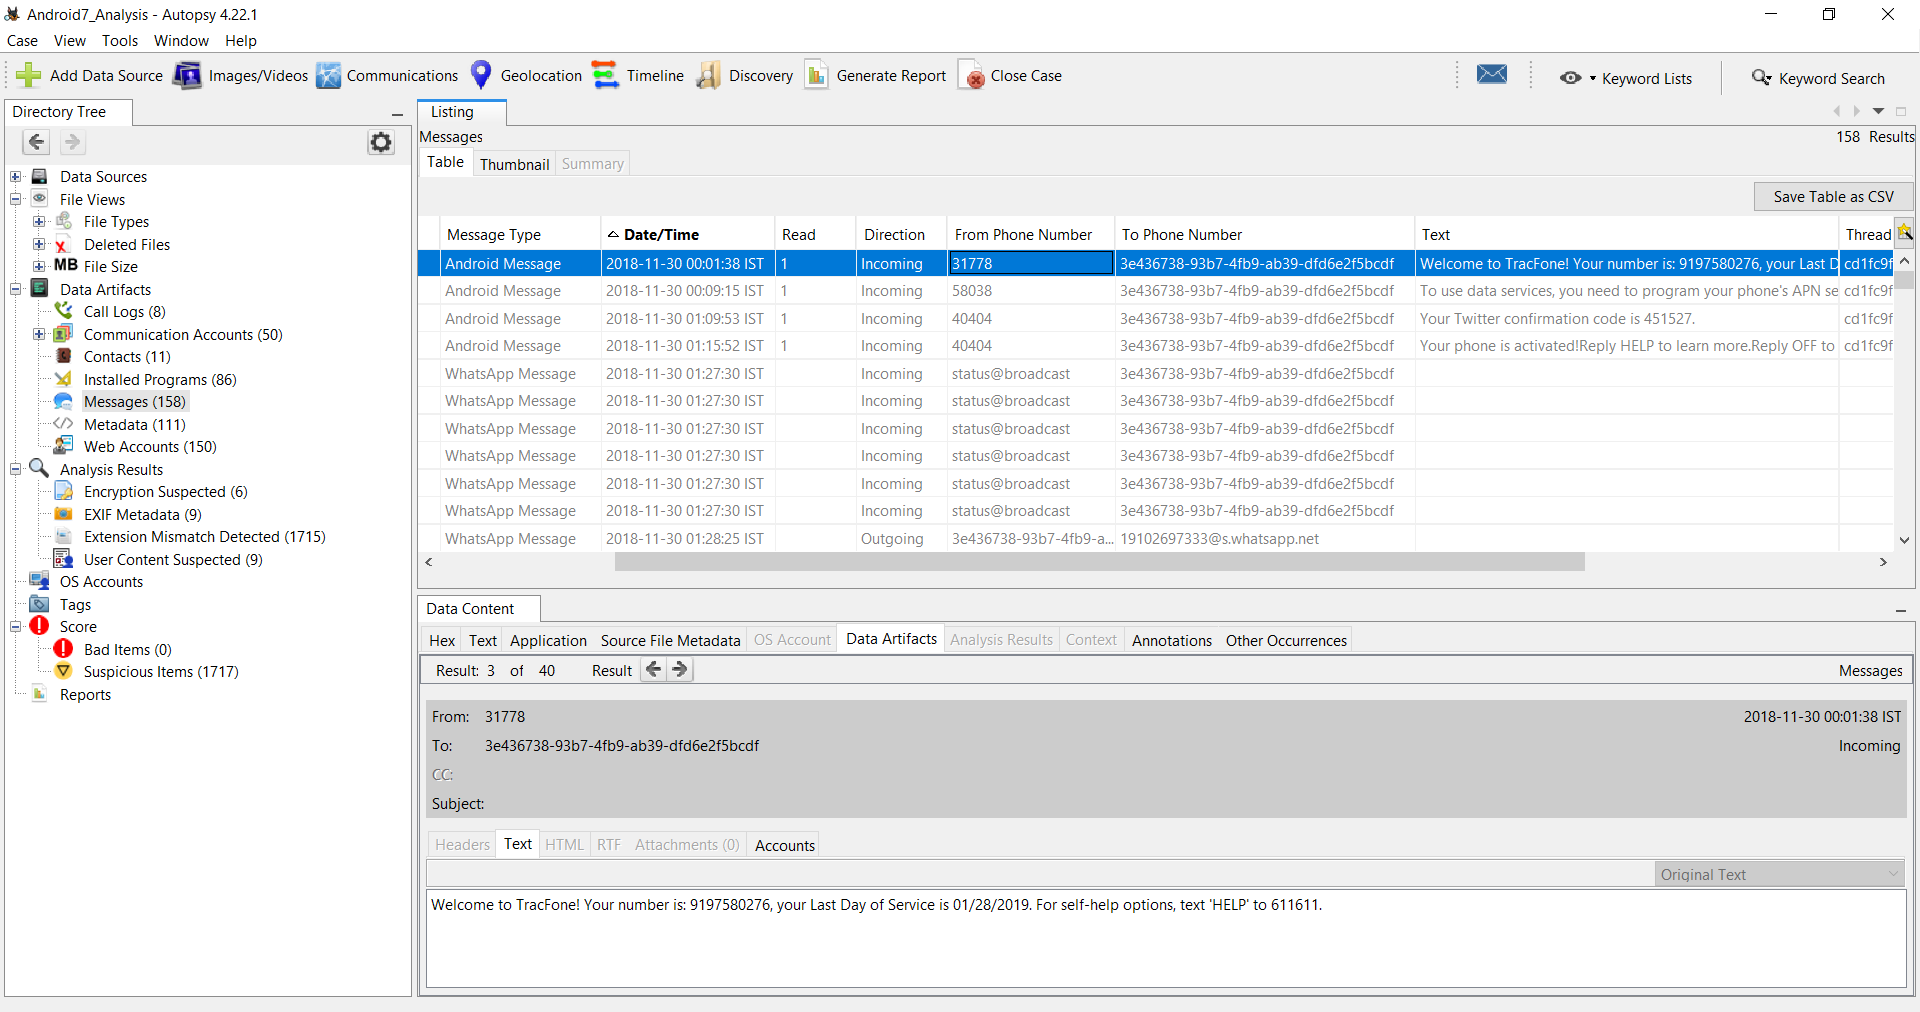 Android7_Analysis - Autopsy 4.22.1
Case View Tools Window Help
Add Data Source Images/Videos Communications Geolocation Timeline Discovery Generate Report Close Case Keyword Lists Keyword Search
Directory Tree
Data Sources
File Views
File Types
Deleted Files
MB File Size
Data Artifacts
Call Logs (8)
Communication Accounts (50)
Contacts (11)
Installed Programs (86)
Messages (158)
Metadata (111)
Web Accounts (150)
Analysis Results
Encryption Suspected (6)
EXIF Metadata (9)
Extension Mismatch Detected (1715)
User Content Suspected (9)
OS Accounts
Tags
Score
Bad Items (0)
Suspicious Items (1717)
Reports
Listing
Messages 158 Results
Table Thumbnail Summary
Save Table as CSV
Message Type Date/Time Read Direction From Phone Number To Phone Number Text Thread
Android Message 2018-11-30 00:01:38 IST 1 Incoming 31778 3e436738-93b7-4fb9-ab39-dfd6e2f5bcdf Welcome to TracFone! Your number is: 9197580276, your Last D cd1fc9f
Android Message 2018-11-30 00:09:15 IST 1 Incoming 58038 3e436738-93b7-4fb9-ab39-dfd6e2f5bcdf To use data services, you need to program your phone's APN se cd1fc9f
Android Message 2018-11-30 01:09:53 IST 1 Incoming 40404 3e436738-93b7-4fb9-ab39-dfd6e2f5bcdf Your Twitter confirmation code is 451527. cd1fc9f
Android Message 2018-11-30 01:15:52 IST 1 Incoming 40404 3e436738-93b7-4fb9-ab39-dfd6e2f5bcdf Your phone is activated!Reply HELP to learn more.Reply OFF to cd1fc9f
WhatsApp Message 2018-11-30 01:27:30 IST Incoming status@broadcast 3e436738-93b7-4fb9-ab39-dfd6e2f5bcdf
WhatsApp Message 2018-11-30 01:27:30 IST Incoming status@broadcast 3e436738-93b7-4fb9-ab39-dfd6e2f5bcdf
WhatsApp Message 2018-11-30 01:27:30 IST Incoming status@broadcast 3e436738-93b7-4fb9-ab39-dfd6e2f5bcdf
WhatsApp Message 2018-11-30 01:27:30 IST Incoming status@broadcast 3e436738-93b7-4fb9-ab39-dfd6e2f5bcdf
WhatsApp Message 2018-11-30 01:27:30 IST Incoming status@broadcast 3e436738-93b7-4fb9-ab39-dfd6e2f5bcdf
WhatsApp Message 2018-11-30 01:27:30 IST Incoming status@broadcast 3e436738-93b7-4fb9-ab39-dfd6e2f5bcdf
WhatsApp Message 2018-11-30 01:28:25 IST Outgoing 3e436738-93b7-4fb9-a... 19102697333@s.whatsapp.net
Data Content
Hex Text Application Source File Metadata OS Account Data Artifacts Analysis Results Context Annotations Other Occurrences
Result: 3 of 40 Result Messages
From: 31778 2018-11-30 00:01:38 IST
To: 3e436738-93b7-4fb9-ab39-dfd6e2f5bcdf Incoming
CC:
Subject:
Headers Text HTML RTF Attachments (0) Accounts
Original Text
Welcome to TracFone! Your number is: 9197580276, your Last Day of Service is 01/28/2019. For self-help options, text 'HELP' to 611611.